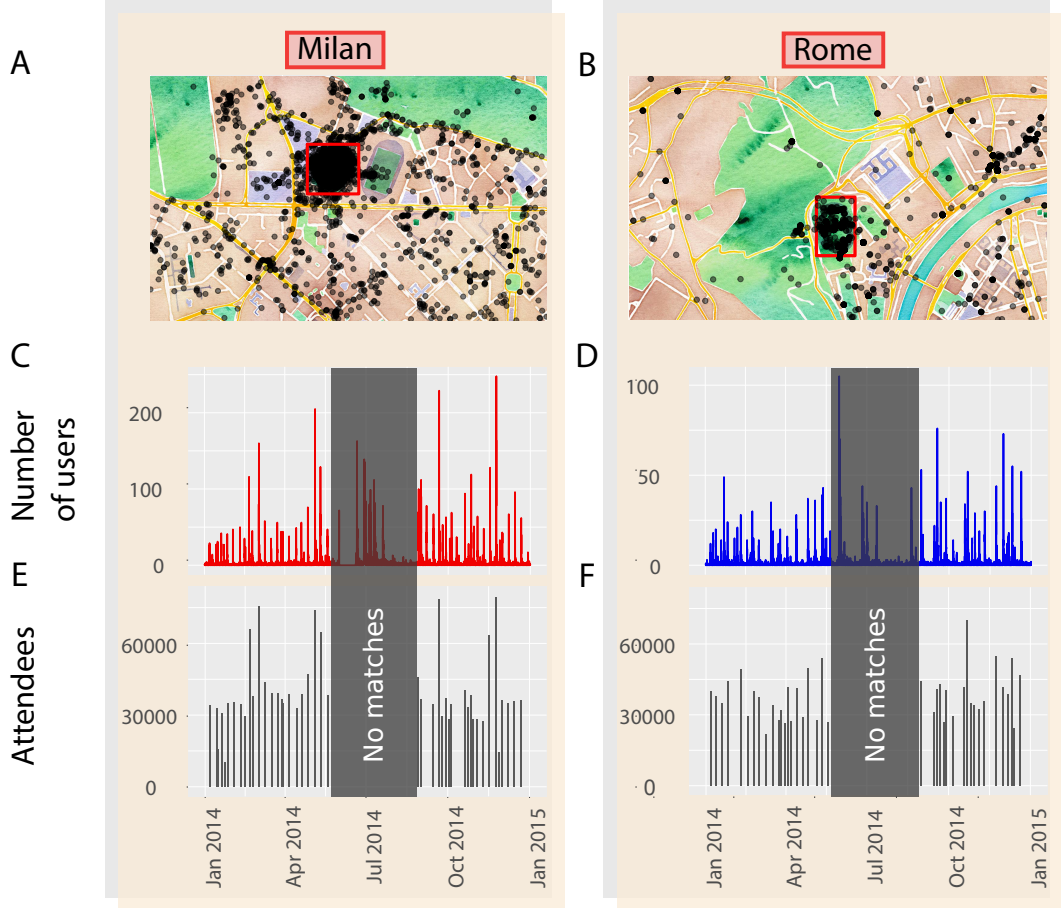 A
Milan
B
Rome
C
D
Number
of users
200
100
0
100
50
0
E
F
Attendees
60000
30000
0
No matches
60000
30000
0
No matches
Jan 2014
Apr 2014
Jul 2014
Oct 2014
Jan 2015
Jan 2014
Apr 2014
Jul 2014
Oct 2014
Jan 2015